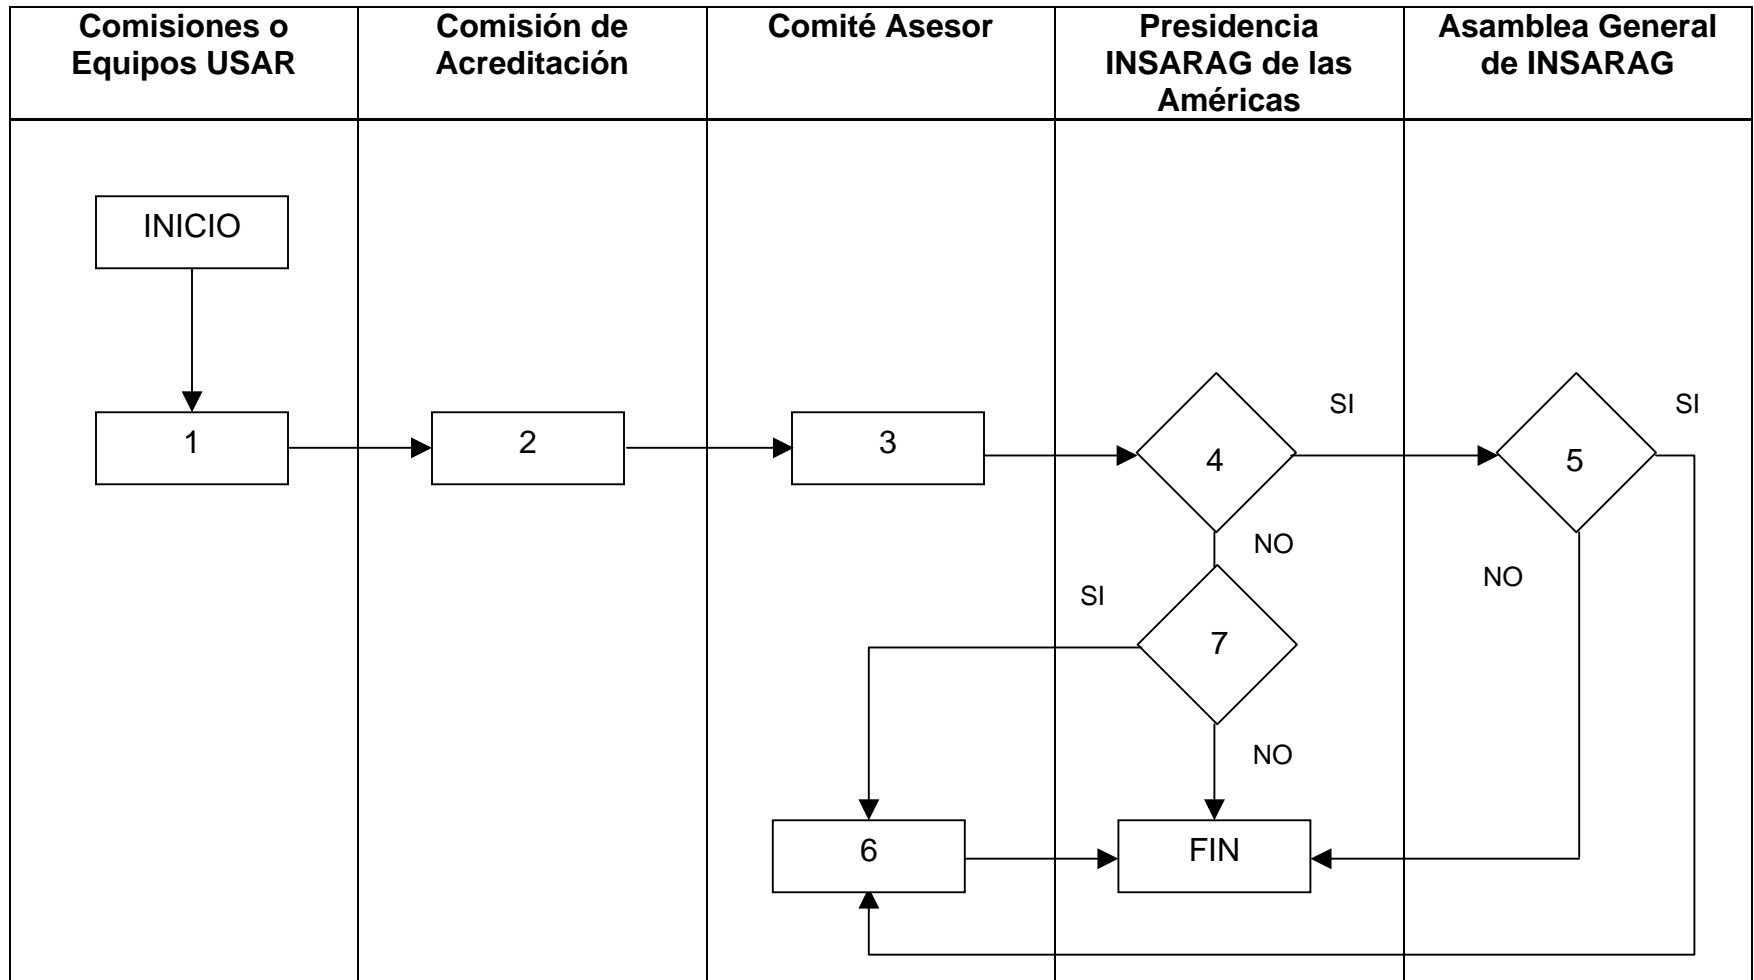 Comisiones o
Equipos USAR
Comisión de
Acreditación
Comité Asesor
Presidencia
INSARAG de las
Américas
Asamblea General
de INSARAG
INICIO
1
2
3
4
SI
5
SI
NO
NO
SI
7
NO
6
FIN